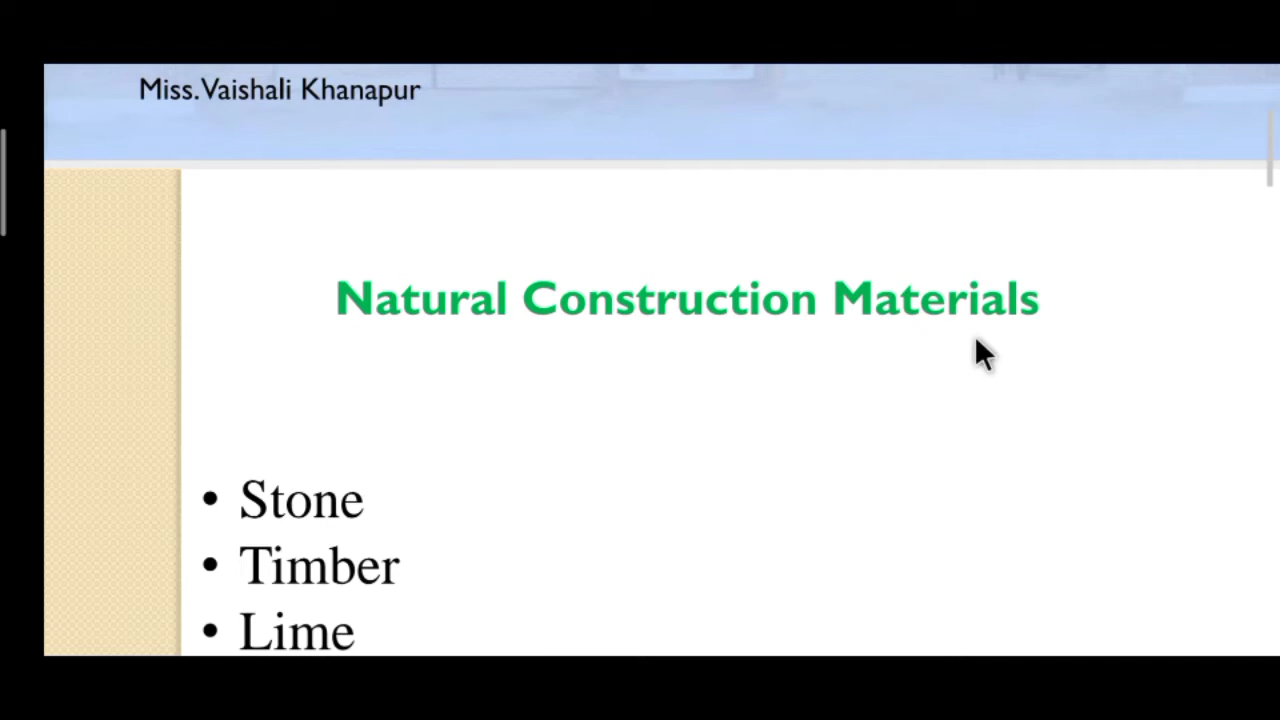 Miss.Vaishali Khanapur
Natural Construction Materials
• Stone
• Timber
• Lime